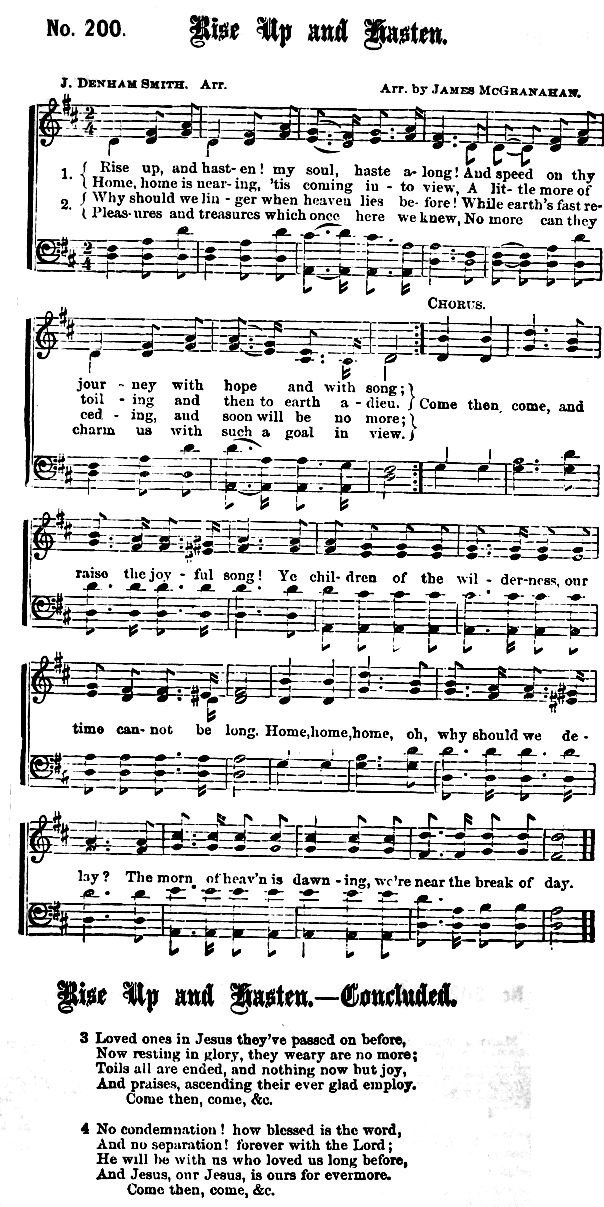 No. 200. Rise Up and Hasten.
J. DENHAM SMITH. Arr. Arr. by JAMES MCGRANAHAN.
2/4
1. { Rise up, and hast - en! my soul, haste a - long! And speed on thy
{ Home, home is near - ing, 'tis coming in - to view, A lit - tle more of
2. { Why should we lin - ger when heaven lies be - fore! While earth's fast re-
{ Pleas - ures and treasures which once here we knew, No more can they
2/4
CHORUS.
jour - ney with hope and with song; }
toil - ing and then to earth a - dieu. } Come then, come, and
ced - ing, and soon will be no more; }
charm us with such a goal in view. }
raise the joy - ful song! Ye chil- dren of the wil - der-ness, our
time can- not be long. Home,home,home, oh, why should we de -
lay? The morn of heav'n is dawn - ing, we're near the break of day.
Rise Up and Hasten.—Concluded.
3 Loved ones in Jesus they've passed on before,
Now resting in glory, they weary are no more;
Toils all are ended, and nothing now but joy,
And praises, ascending their ever glad employ.
Come then, come, &c.
4 No condemnation! how blessed is the word,
And no separation! forever with the Lord;
He will be with us who loved us long before,
And Jesus, our Jesus, is ours for evermore.
Come then, come, &c.